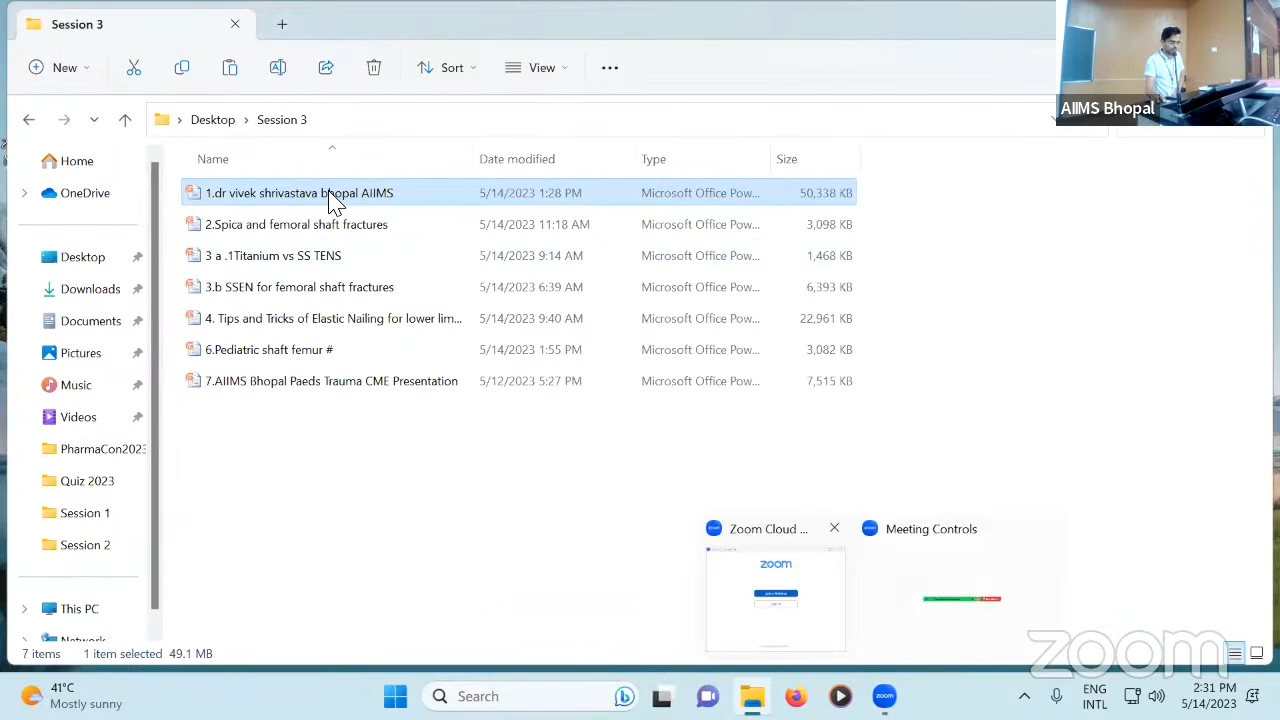 Session 3
AIIMS Bhopal
New
Sort
View
Desktop
Session 3
Name
Date modified
Type
Size
Home
OneDrive
Desktop
Downloads
Documents
Pictures
Music
Videos
PharmaCon2023
Quiz 2023
Session 1
Session 2
This PC
Network
1.dr vivek shrivastava bhopal AIIMS 5/14/2023 1:28 PM Microsoft Office Pow... 50,338 KB
2.Spica and femoral shaft fractures 5/14/2023 11:18 AM Microsoft Office Pow... 3,098 KB
3 a .1Titanium vs SS TENS 5/14/2023 9:14 AM Microsoft Office Pow... 1,468 KB
3.b SSEN for femoral shaft fractures 5/14/2023 6:39 AM Microsoft Office Pow... 6,393 KB
4. Tips and Tricks of Elastic Nailing for lower lim... 5/14/2023 9:40 AM Microsoft Office Pow... 22,961 KB
6.Pediatric shaft femur # 5/14/2023 1:55 PM Microsoft Office Pow... 3,082 KB
7.AIIMS Bhopal Paeds Trauma CME Presentation 5/12/2023 5:27 PM Microsoft Office Pow... 7,515 KB
Zoom Cloud ...
Meeting Controls
zoom
zoom
7 items 1 item selected 49.1 MB
41°C
Mostly sunny
Search
zoom
ENG
INTL
2:31 PM
5/14/2023